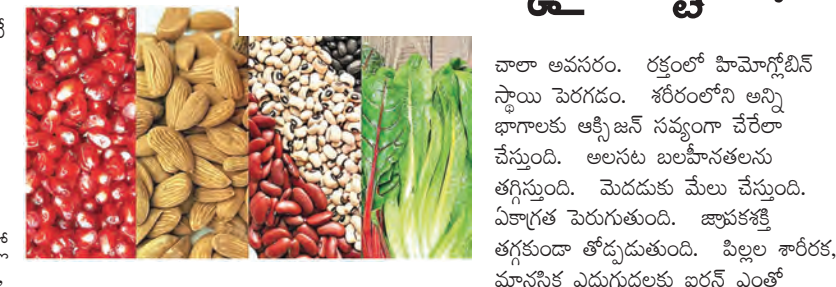 చాలా అవసరం. రక్తంలో హిమోగ్లోబిన్
స్థాయి పెరగడం. శరీరంలోని అన్ని
భాగాలకు ఆక్సిజన్ సవ్యంగా చేరేలా
చేస్తుంది. అలసట బలహీనతలను
తగ్గిస్తుంది. మెదడుకు మేలు చేస్తుంది.
ఏకాగ్రత పెరుగుతుంది. జ్ఞాపకశక్తి
తగ్గకుండా తోడ్పడుతుంది. పిల్లల శారీరక,
మానసిక ఎదుగుదలకు ఐరన్ ఎంతో